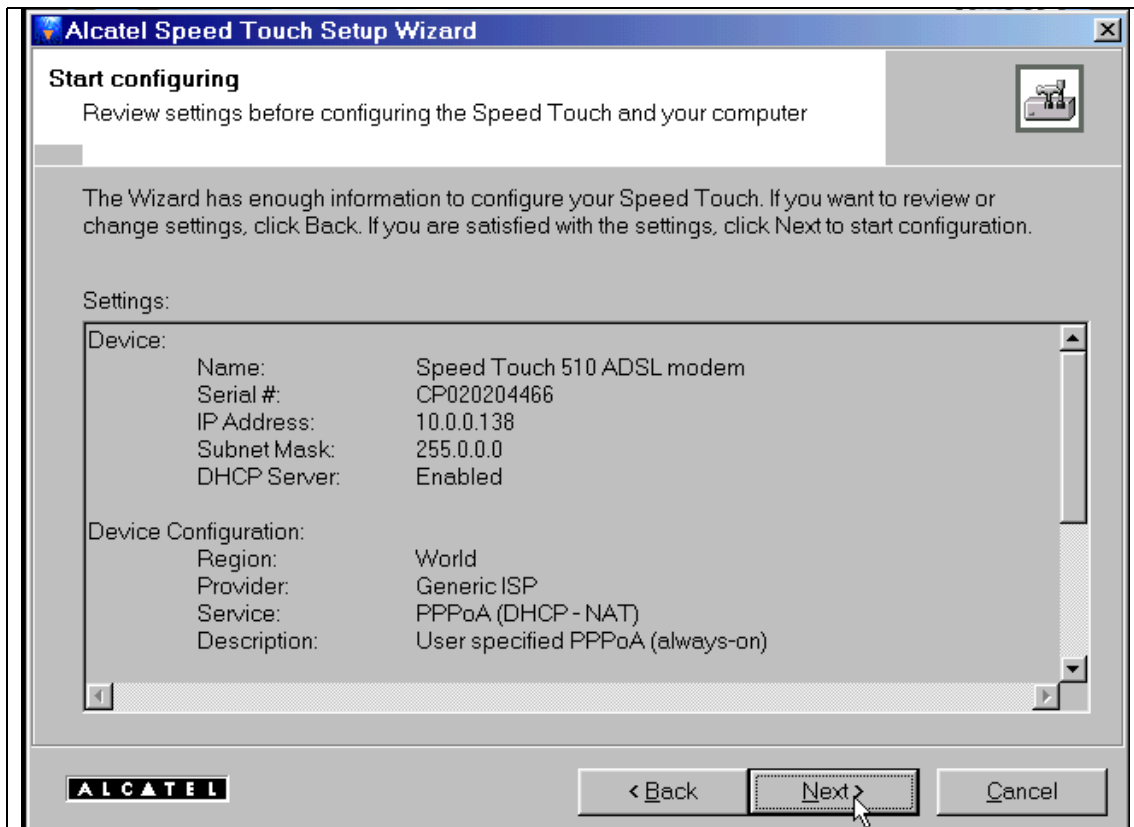 Alcatel Speed Touch Setup Wizard
Start configuring
Review settings before configuring the Speed Touch and your computer
The Wizard has enough information to configure your Speed Touch. If you want to review or
change settings, click Back. If you are satisfied with the settings, click Next to start configuration.
Settings:
Device:
Name: Speed Touch 510 ADSL modem
Serial #: CP020204466
IP Address: 10.0.0.138
Subnet Mask: 255.0.0.0
DHCP Server: Enabled
Device Configuration:
Region: World
Provider: Generic ISP
Service: PPPoA (DHCP - NAT)
Description: User specified PPPoA (always-on)
ALCATEL < Back Next > Cancel